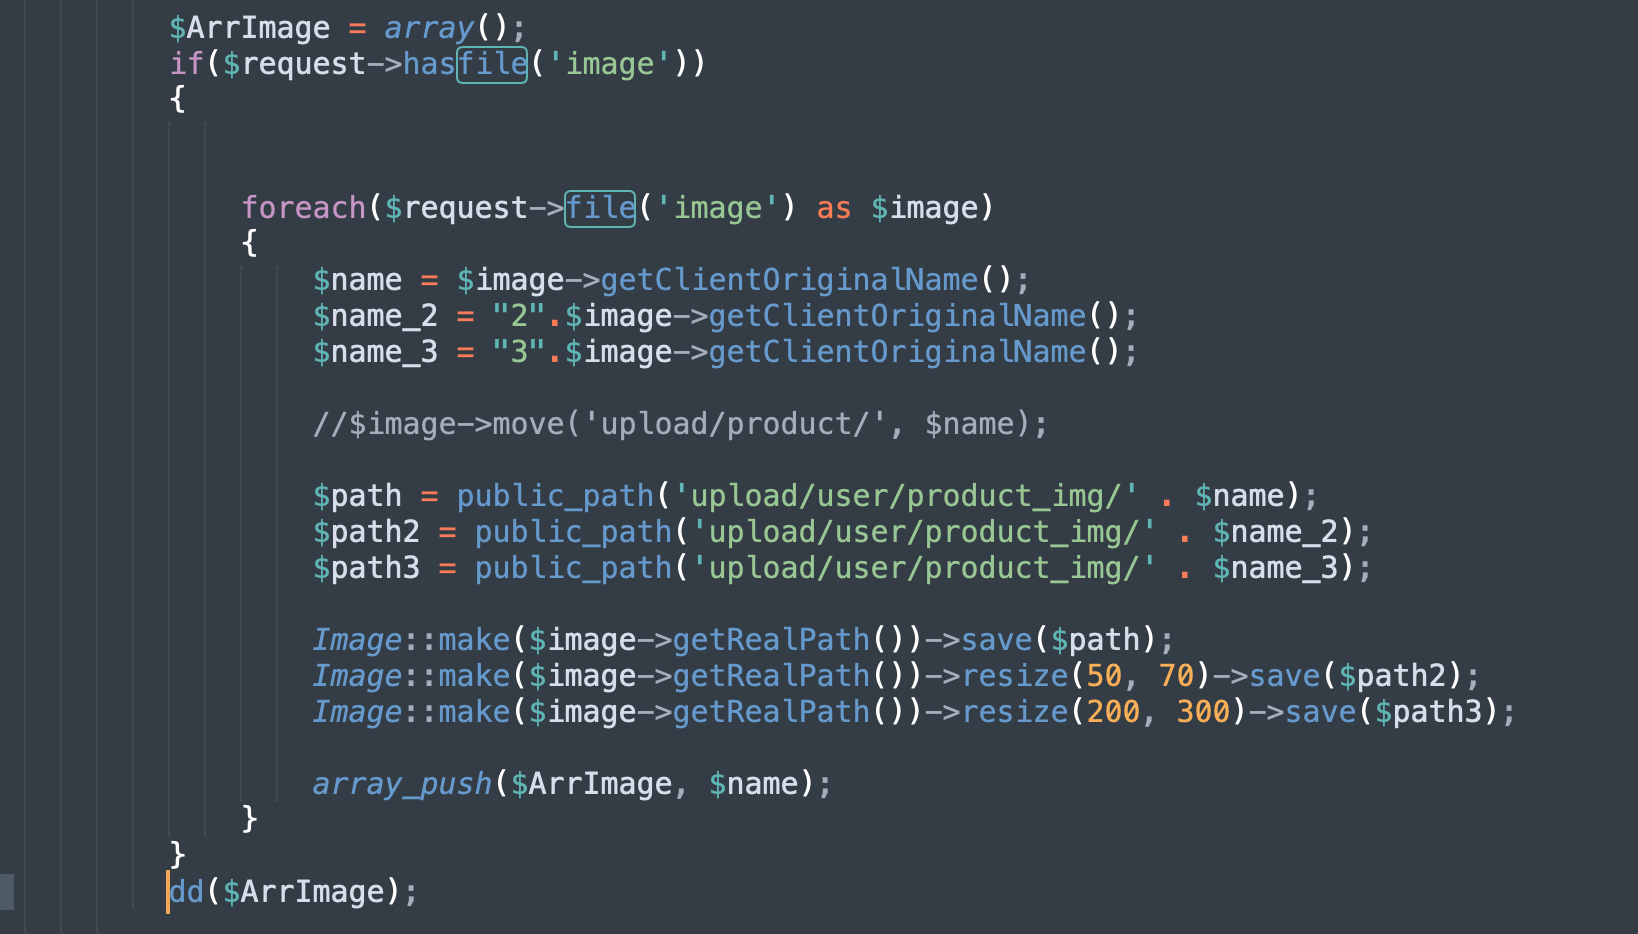 $ArrImage = array();
if($request->hasfile('image'))
{
foreach($request->file('image') as $image)
{
$name = $image->getClientOriginalName();
$name_2 = "2".$image->getClientOriginalName();
$name_3 = "3".$image->getClientOriginalName();
//$image->move('upload/product/', $name);
$path = public_path('upload/user/product_img/' . $name);
$path2 = public_path('upload/user/product_img/' . $name_2);
$path3 = public_path('upload/user/product_img/' . $name_3);
Image::make($image->getRealPath())->save($path);
Image::make($image->getRealPath())->resize(50, 70)->save($path2);
Image::make($image->getRealPath())->resize(200, 300)->save($path3);
array_push($ArrImage, $name);
}
}
dd($ArrImage);